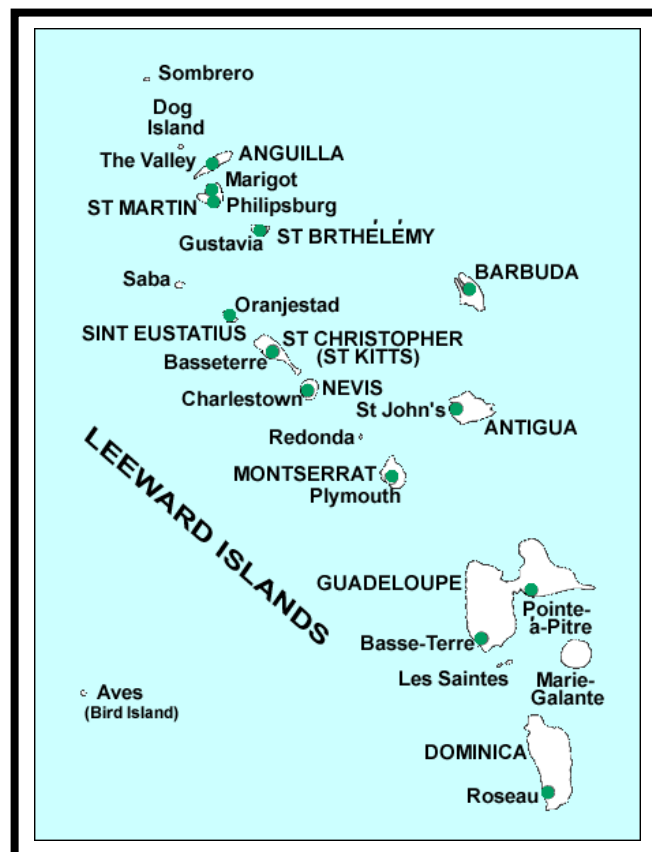 Sombrero
Dog
Island
The Valley
ANGUILLA
Marigot
ST MARTIN
Philipsburg
Gustavia
ST BRTHÉLÉMY
Saba
BARBUDA
Oranjestad
SINT EUSTATIUS
ST CHRISTOPHER
(ST KITTS)
Basseterre
NEVIS
Charlestown
St John's
ANTIGUA
Redonda
MONTSERRAT
Plymouth
LEEWARD ISLANDS
GUADELOUPE
Pointe-
à-Pitre
Basse-Terre
Les Saintes
Marie-
Galante
Aves
(Bird Island)
DOMINICA
Roseau